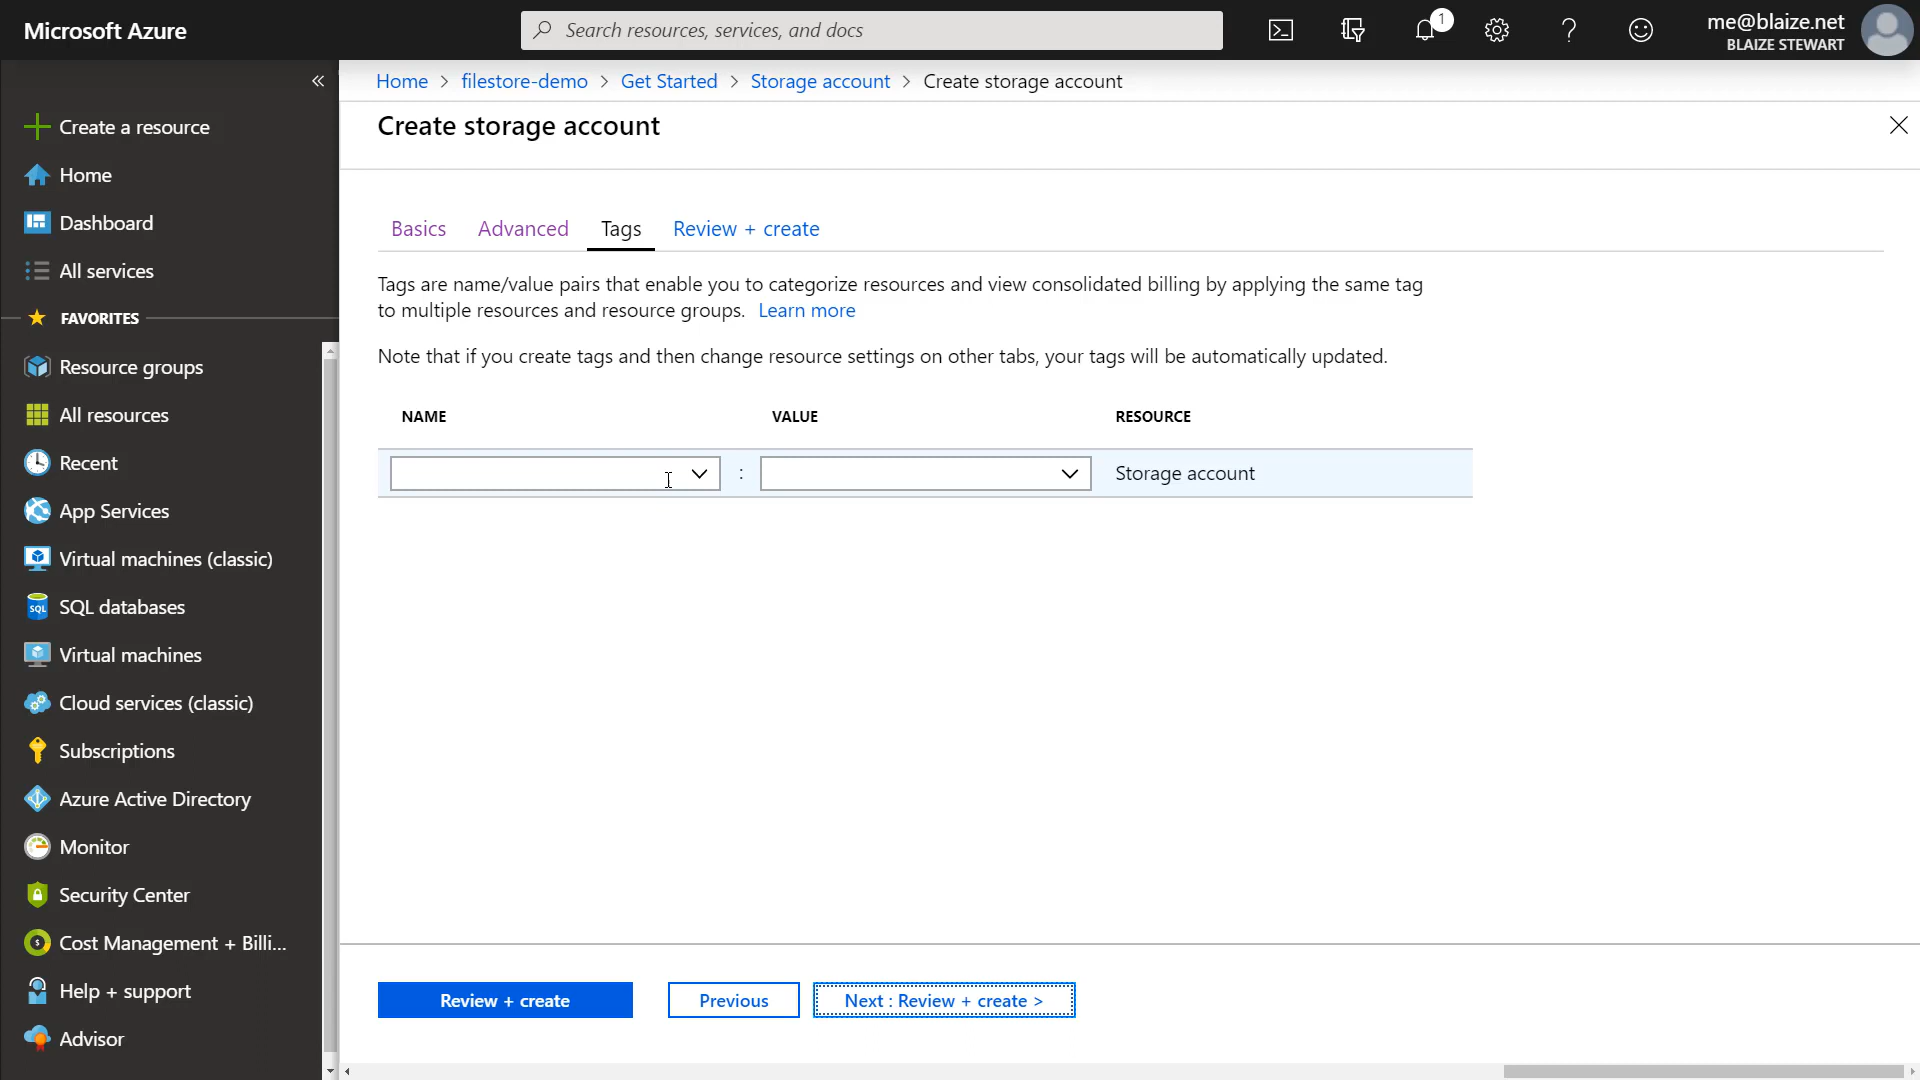 Microsoft Azure
Search resources, services, and docs
1
me@blaize.net
BLAIZE STEWART
Create a resource
Home
Dashboard
All services
FAVORITES
Resource groups
All resources
Recent
App Services
Virtual machines (classic)
SQL
SQL databases
Virtual machines
Cloud services (classic)
Subscriptions
Azure Active Directory
Monitor
Security Center
Cost Management + Billi...
Help + support
Advisor
Home > filestore-demo > Get Started > Storage account > Create storage account
Create storage account
Basics Advanced Tags Review + create
Tags are name/value pairs that enable you to categorize resources and view consolidated billing by applying the same tag
to multiple resources and resource groups. Learn more
Note that if you create tags and then change resource settings on other tabs, your tags will be automatically updated.
NAME VALUE RESOURCE
: Storage account
Review + create Previous Next : Review + create >